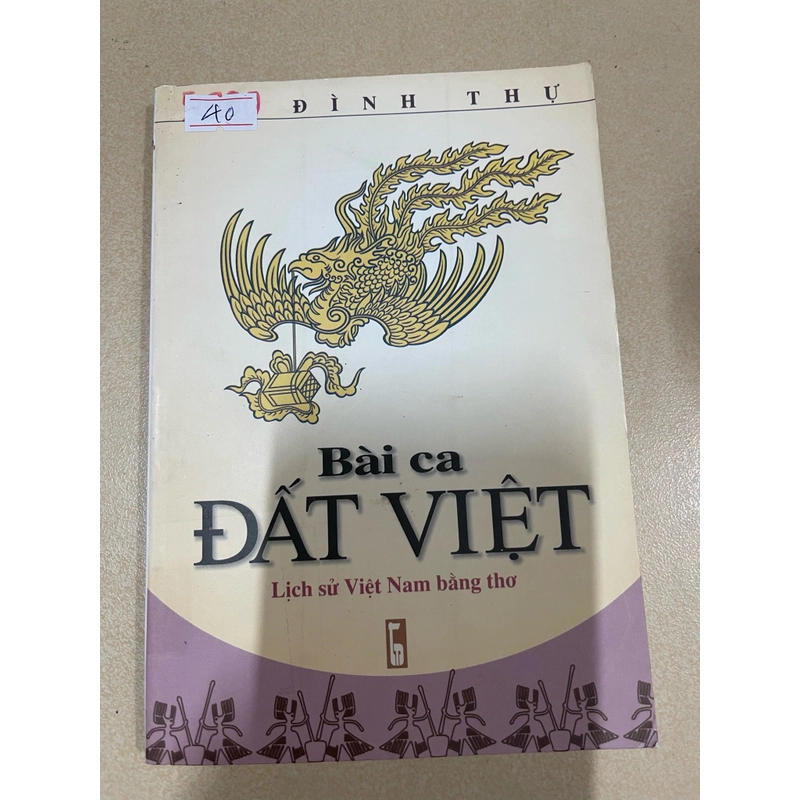 ĐÌNH THỰ
40
Bài ca
ĐẤT VIỆT
Lịch sử Việt Nam bằng thơ